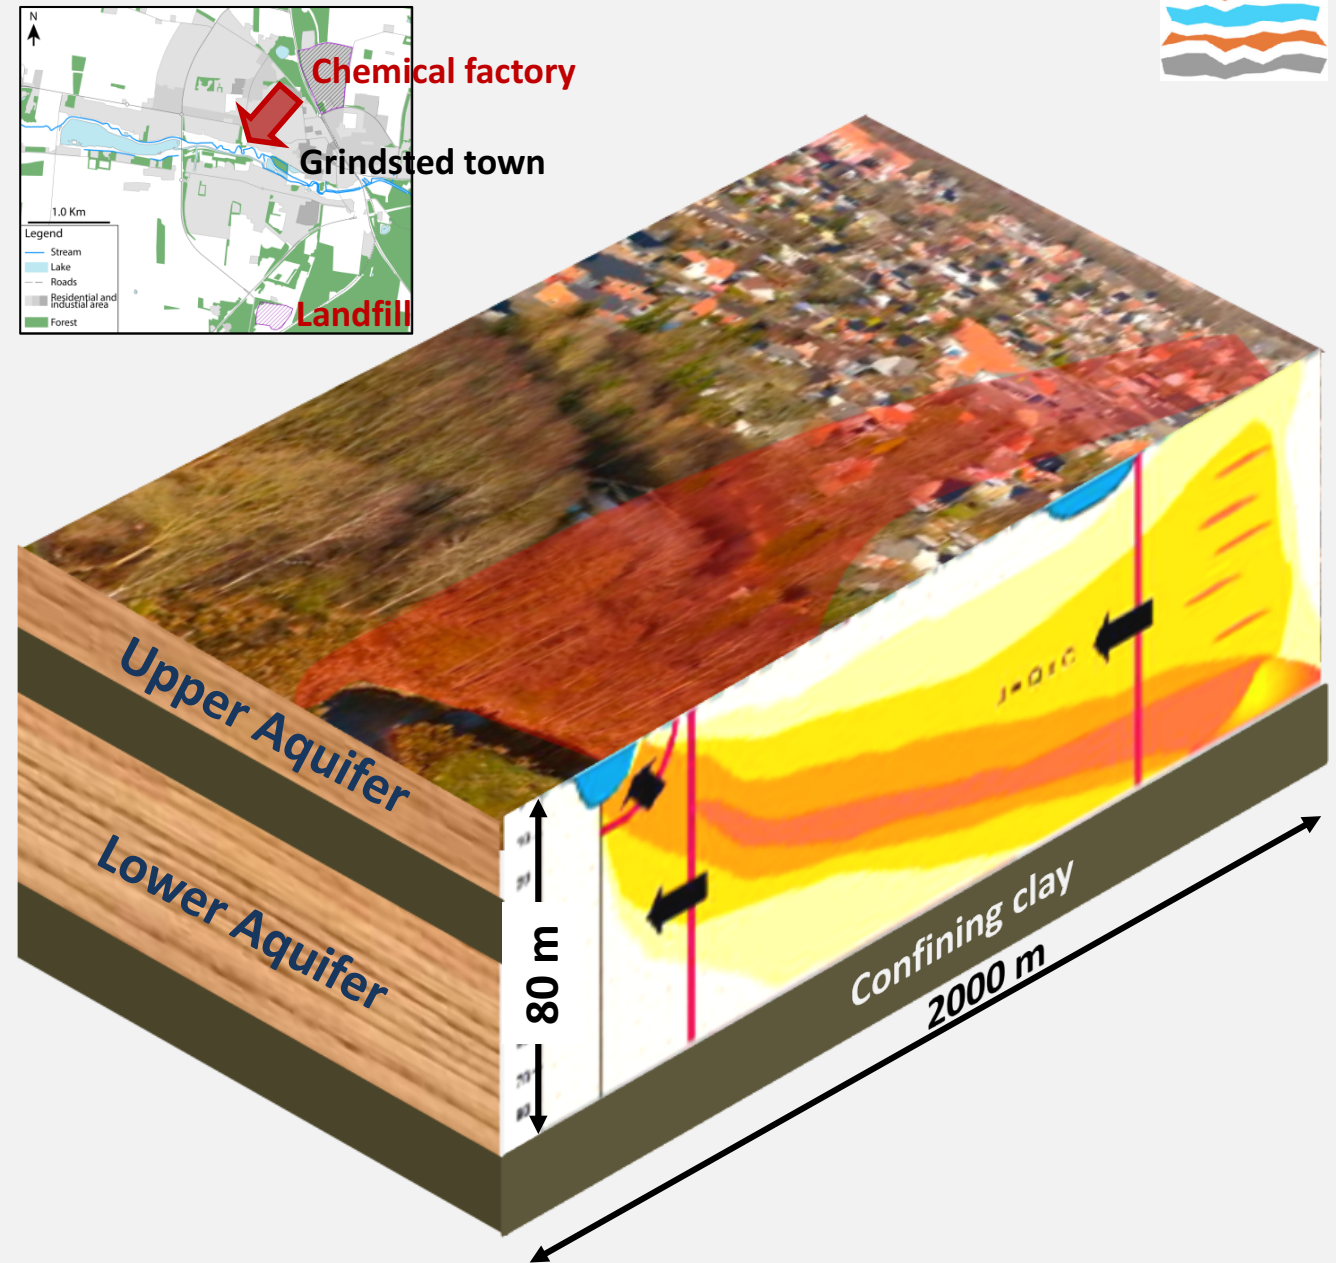 N
Chemical factory
Grindsted town
1.0 Km
Legend
Stream
Lake
Roads
Residential and
industial area
Forest
Landfill
Upper Aquifer
Lower Aquifer
80 m
Confining clay
2000 m